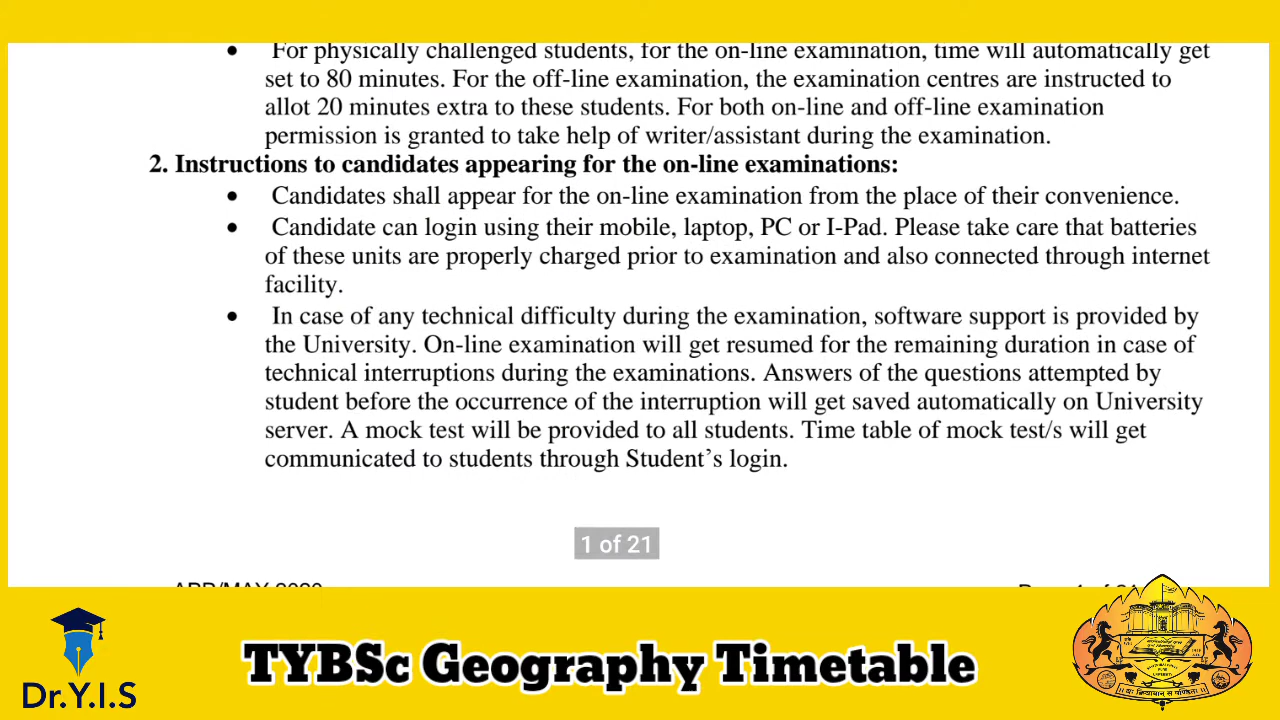 • For physically challenged students, for the on-line examination, time will automatically get
set to 80 minutes. For the off-line examination, the examination centres are instructed to
allot 20 minutes extra to these students. For both on-line and off-line examination
permission is granted to take help of writer/assistant during the examination.
2. Instructions to candidates appearing for the on-line examinations:
• Candidates shall appear for the on-line examination from the place of their convenience.
• Candidate can login using their mobile, laptop, PC or I-Pad. Please take care that batteries
of these units are properly charged prior to examination and also connected through internet
facility.
• In case of any technical difficulty during the examination, software support is provided by
the University. On-line examination will get resumed for the remaining duration in case of
technical interruptions during the examinations. Answers of the questions attempted by
student before the occurrence of the interruption will get saved automatically on University
server. A mock test will be provided to all students. Time table of mock test/s will get
communicated to students through Student’s login.
1 of 21
APR/MAY 2020
TYBSc Geography Timetable
Dr.Y.I.S